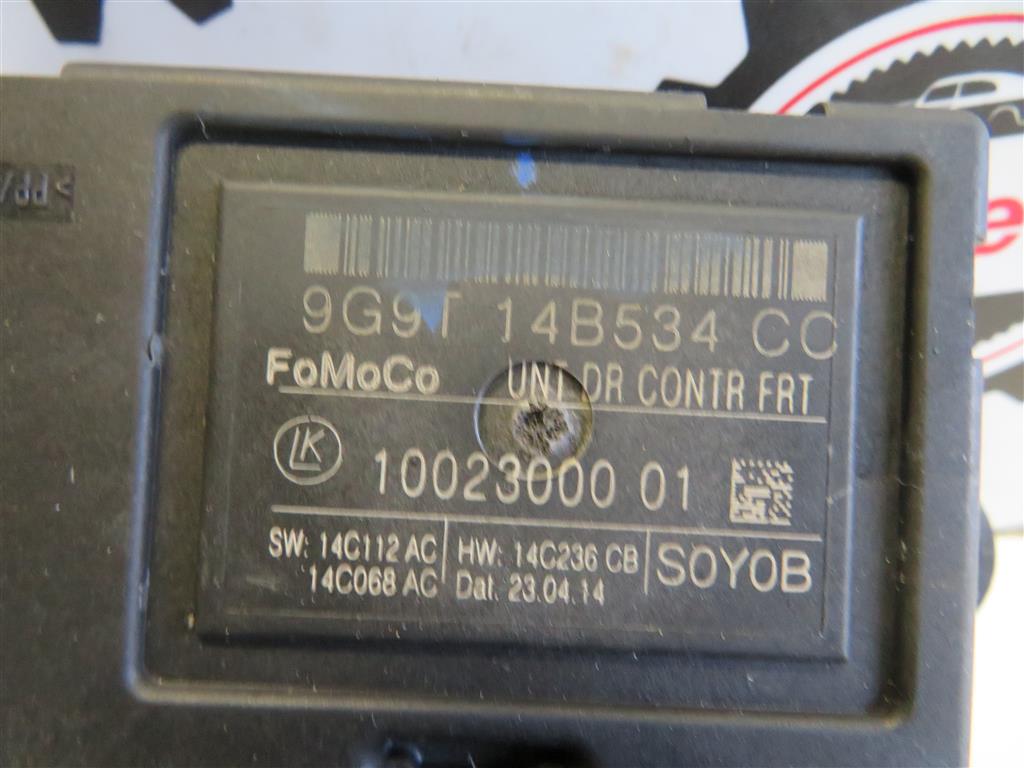 9G9T 14B534 CC
FoMoCo UNI DR CONTR FRT
LK 10023000 01
SW: 14C112 AC HW: 14C236 CB SOYOB
14C068 AC Dat. 23.04.14
>PP/
e